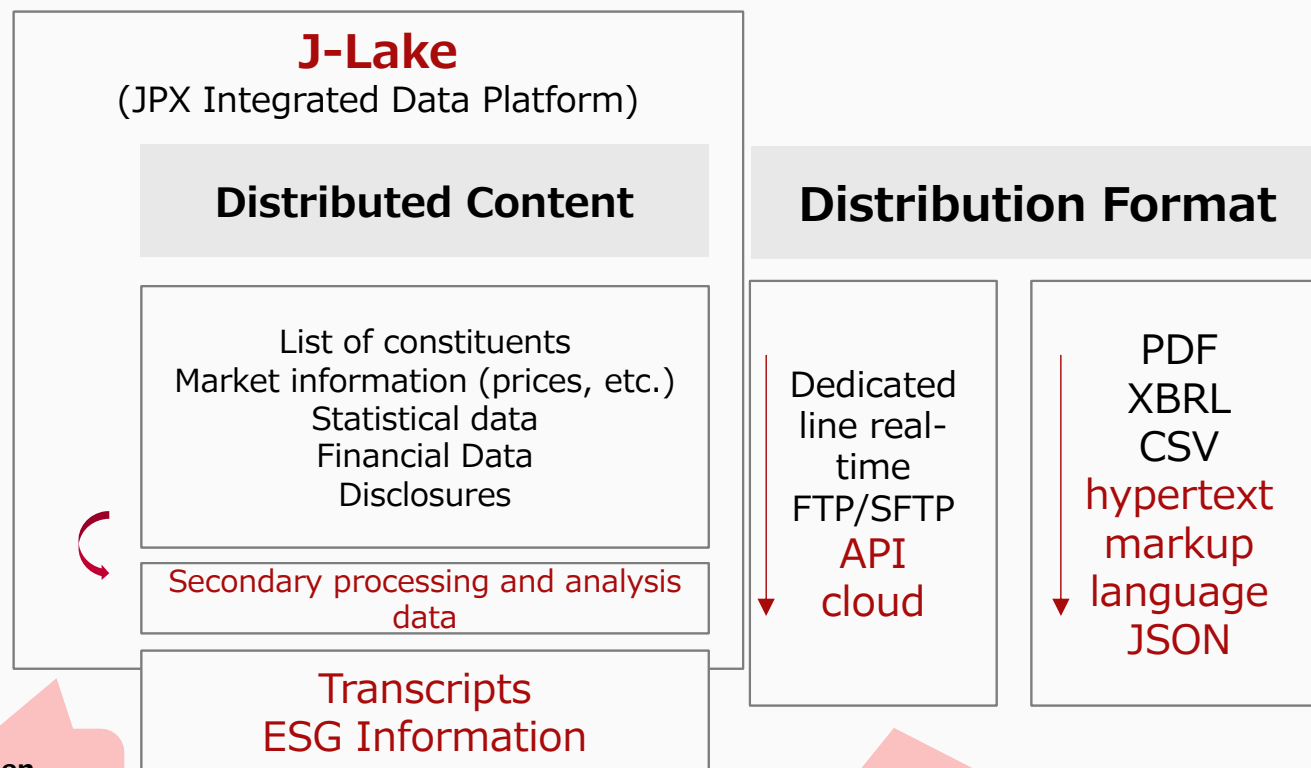 J-Lake
(JPX Integrated Data Platform)
Distributed Content
Distribution Format
List of constituents
Market information (prices, etc.)
Statistical data
Financial Data
Disclosures
Secondary processing and analysis
data
Transcripts
ESG Information
Dedicated
line real-
time
FTP/SFTP
API
cloud
PDF
XBRL
CSV
hypertext
markup
language
JSON